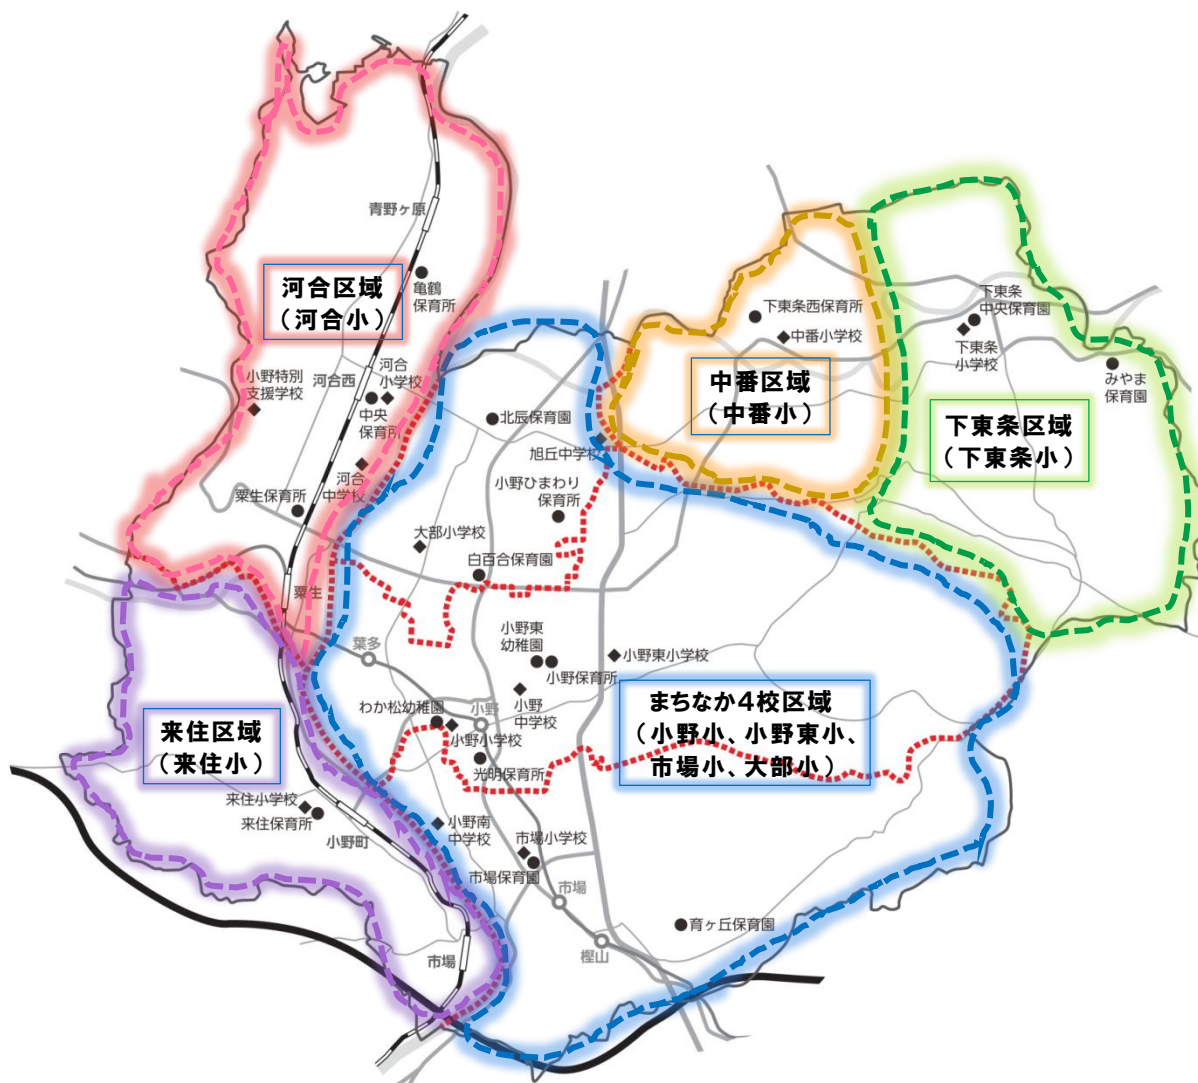 青野ヶ原
河合区域
（河合小）
亀鶴
保育所
小野特別
支援学校
河合西
河合
小学校
中央
保育所
河合
中学校
粟生保育所
粟生
下東条西保育所
中番小学校
中番区域
（中番小）
下東条
中央保育園
下東条
小学校
みやま
保育園
下東条区域
（下東条小）
北辰保育園
旭丘中学校
小野ひまわり
保育所
大部小学校
白百合保育園
小野東
幼稚園
小野保育所
小野東小学校
葉多
小野
中学校
わか松幼稚園
小野
小野小学校
光明保育所
まちなか4校区域
（小野小、小野東小、
市場小、大部小）
来住区域
（来住小）
来住小学校
来住保育所
小野町
小野南
中学校
市場小学校
市場保育園
市場
育ヶ丘保育園
樫山
市場